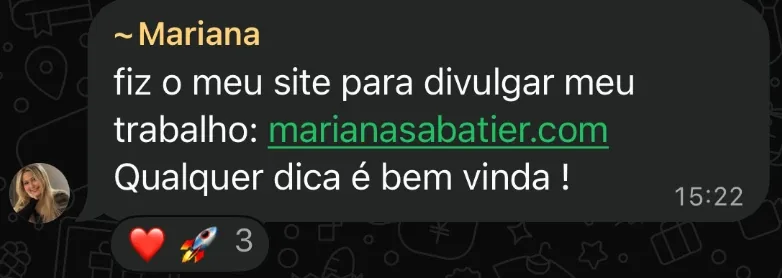 ~ Mariana
fiz o meu site para divulgar meu
trabalho: marianasabatier.com
Qualquer dica é bem vinda !
15:22
❤️ 🚀 3